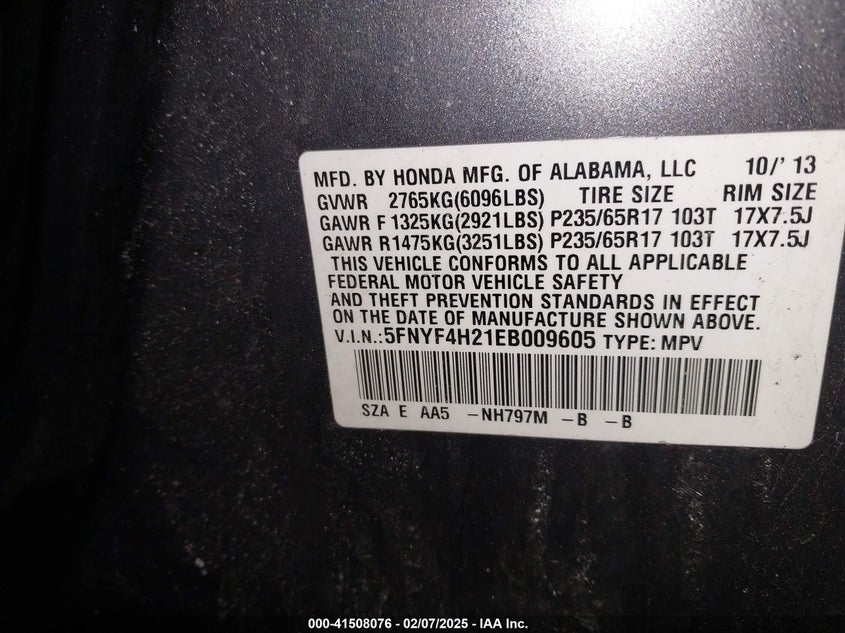 MFD. BY HONDA MFG. OF ALABAMA, LLC 10/'13
GVWR 2765KG(6096LBS) TIRE SIZE RIM SIZE
GAWR F 1325KG(2921LBS) P235/65R17 103T 17X7.5J
GAWR R1475KG(3251LBS) P235/65R17 103T 17X7.5J
THIS VEHICLE CONFORMS TO ALL APPLICABLE
FEDERAL MOTOR VEHICLE SAFETY
AND THEFT PREVENTION STANDARDS IN EFFECT
ON THE DATE OF MANUFACTURE SHOWN ABOVE.
V.I.N.:5FNYF4H21EB009605 TYPE: MPV
SZA E AA5 -NH797M -B -B
000-41508076 - 02/07/2025 - IAA Inc.